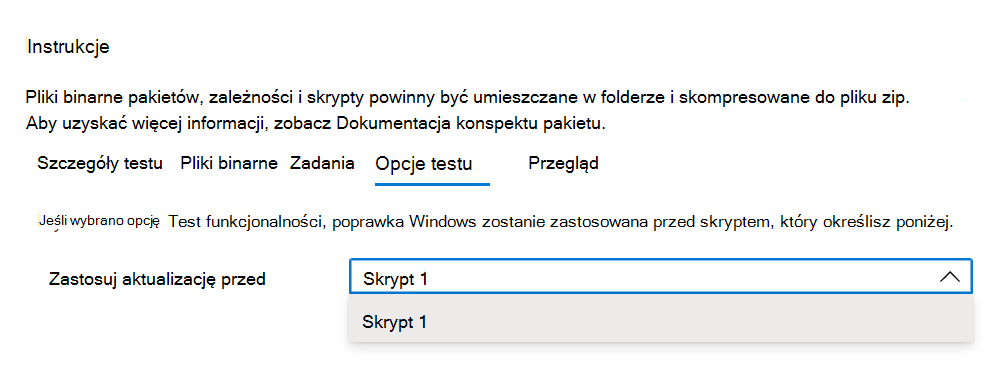 Instrukcje
Pliki binarne pakietów, zależności i skrypty powinny być umieszczane w folderze i skompresowane do pliku zip.
Aby uzyskać więcej informacji, zobacz Dokumentacja konspektu pakietu.
Szczegóły testu Pliki binarne Zadania Opcje testu Przegląd
Jeśli wybrano opcję Test funkcjonalności, poprawka Windows zostanie zastosowana przed skryptem, który określisz poniżej.
Zastosuj aktualizację przed Skrypt 1
Skrypt 1